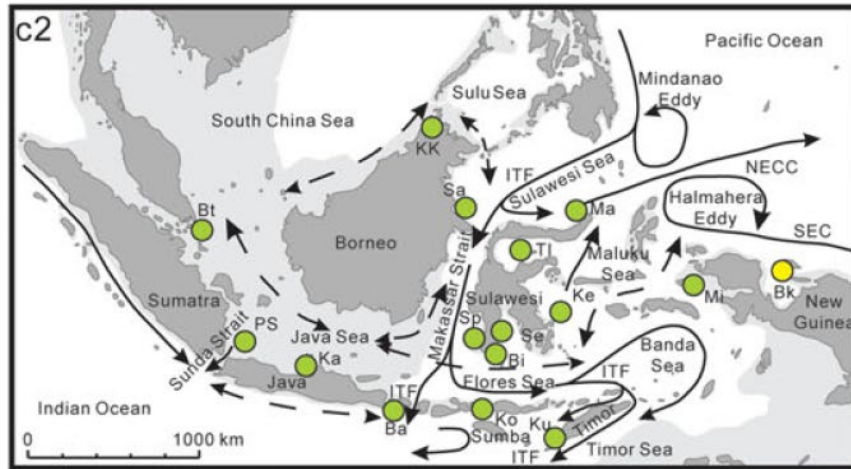 c2
Pacific Ocean
Mindanao
Eddy
Sulu Sea
South China Sea
KK
ITF
Sulawesi Sea
NECC
Sa
Ma
Halmahera
Eddy
SEC
Bt
Borneo
Makassar Strait
TI
Maluku
Sea
Sumatra
Sulawesi
Ke
Mi
Bk
New
Guinea
PS
Sunda Strait
Java Sea
Sp
Se
Bi
Ka
Java
Banda
Sea
ITF
Flores Sea
ITF
Indian Ocean
Ba
Ko
Sumba
Ku
Timor
ITF
Timor Sea
0
1000 km